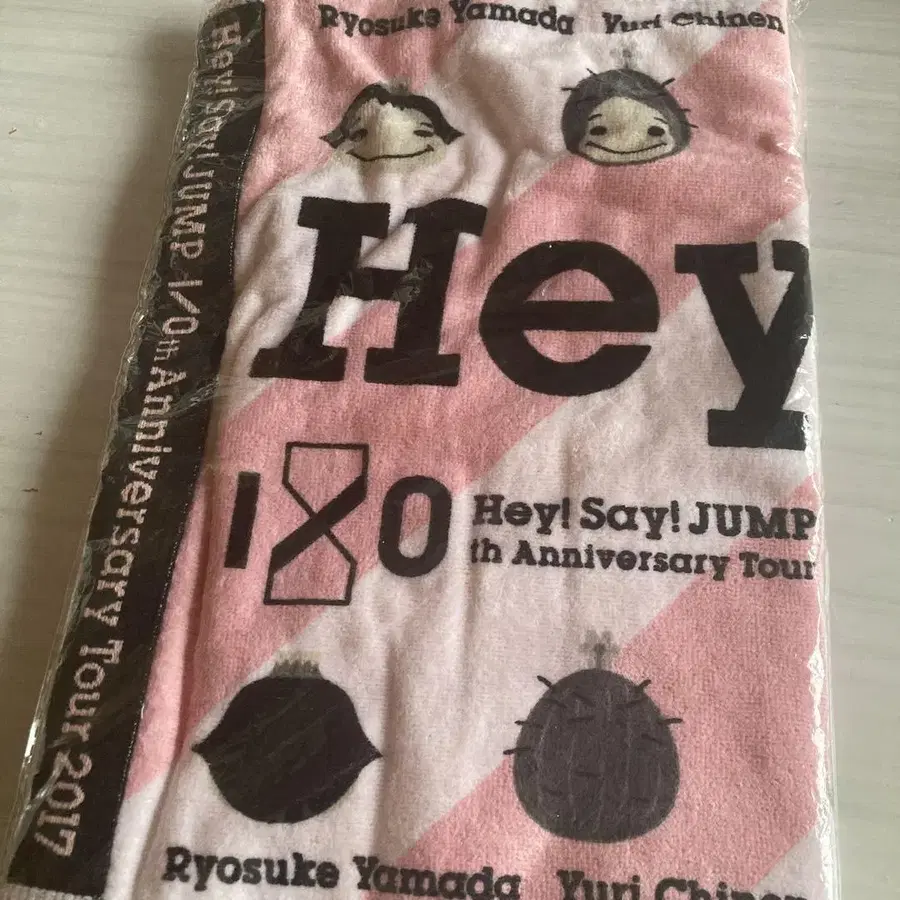 Ryosuke Yamada Yuri Chinen
Hey! Say! JUMP I/Oth Anniversary Tour 2017
Hey
I O
Hey! Say! JUMP
th Anniversary Tour
Ryosuke Yamada Yuri Chinen